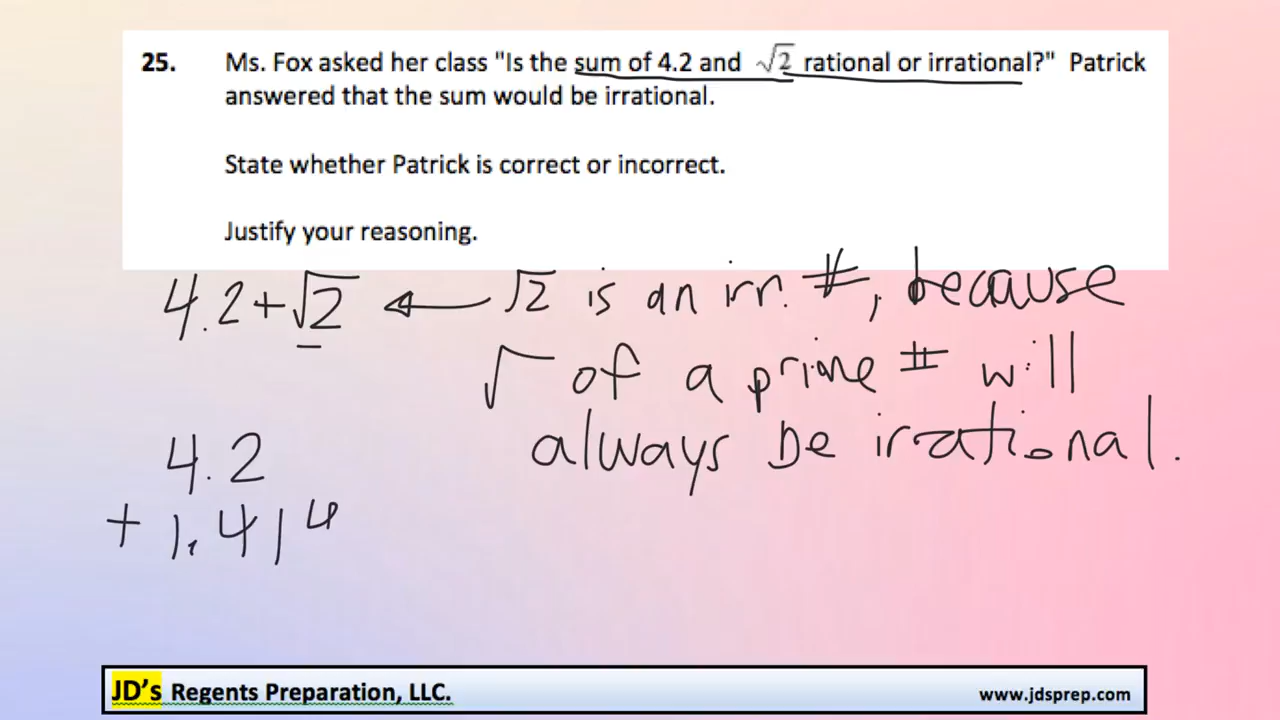 25. Ms. Fox asked her class "Is the sum of 4.2 and √2 rational or irrational?" Patrick
answered that the sum would be irrational.
State whether Patrick is correct or incorrect.
Justify your reasoning.
4.2+√2 ← √2 is an irr. #, because
√ of a prime # will
always be irrational.
4.2
+ 1.414
JD's Regents Preparation, LLC. www.jdsprep.com